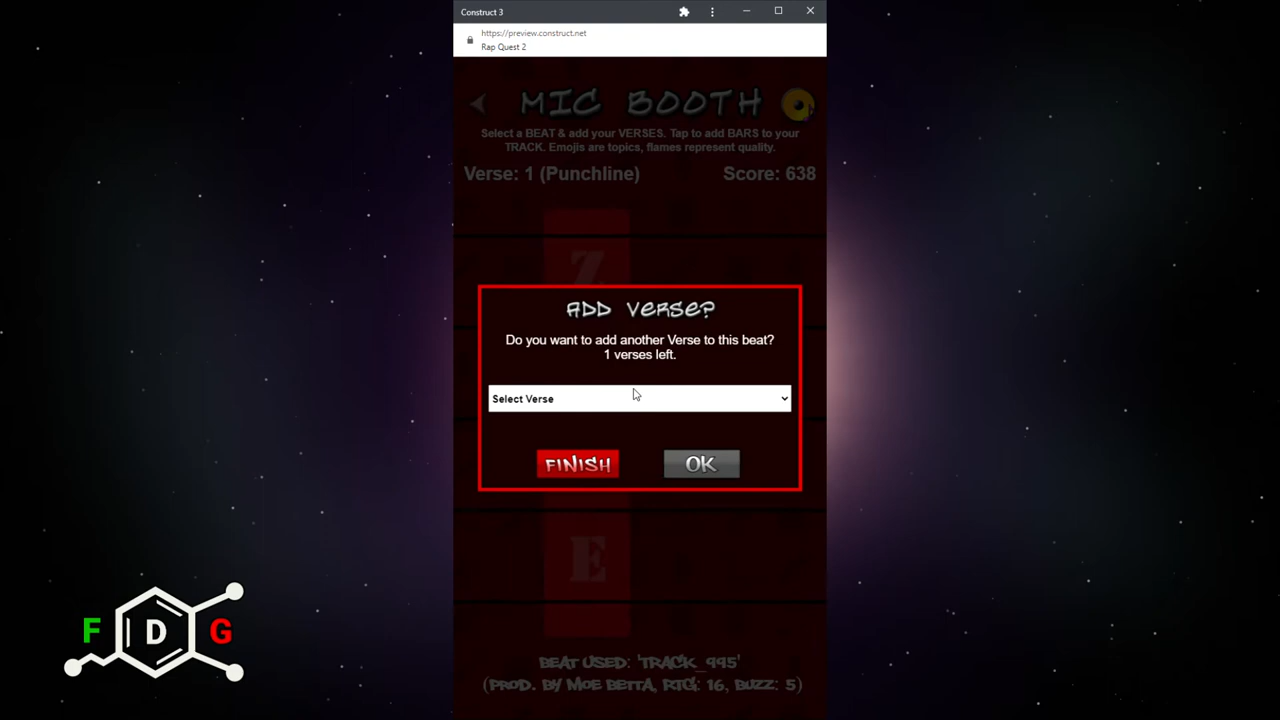 Construct 3
https://preview.construct.net
Rap Quest 2
MIC BOOTH
Select a BEAT & add your VERSES. Tap to add BARS to your
TRACK. Emojis are topics, flames represent quality.
Verse: 1 (Punchline)
Score: 638
Z
ADD VERSE?
Do you want to add another Verse to this beat?
1 verses left.
Select Verse
FINISH
OK
E
BEAT USED: 'TRACK_995'
(PROD. BY MOE BETTA, RTG: 16, BUZZ: 5)
F D G